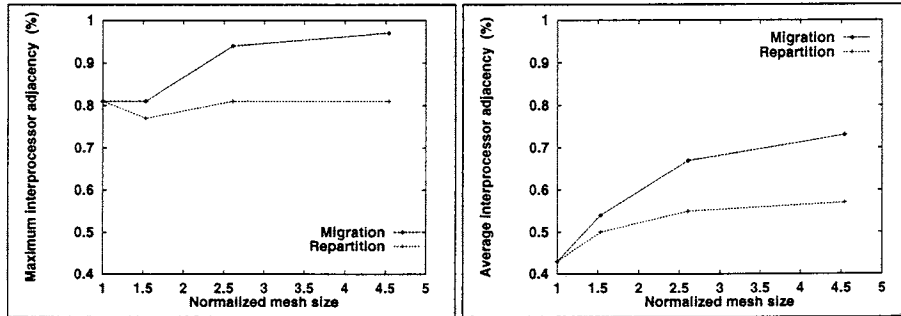 Maximum interprocessor adjacency (%)
1
0.9
0.8
0.7
0.6
0.5
0.4
Migration
Repartition
1 1.5 2 2.5 3 3.5 4 4.5 5
Normalized mesh size
Average interprocessor adjacency (%)
1
0.9
0.8
0.7
0.6
0.5
0.4
Migration
Repartition
1 1.5 2 2.5 3 3.5 4 4.5 5
Normalized mesh size